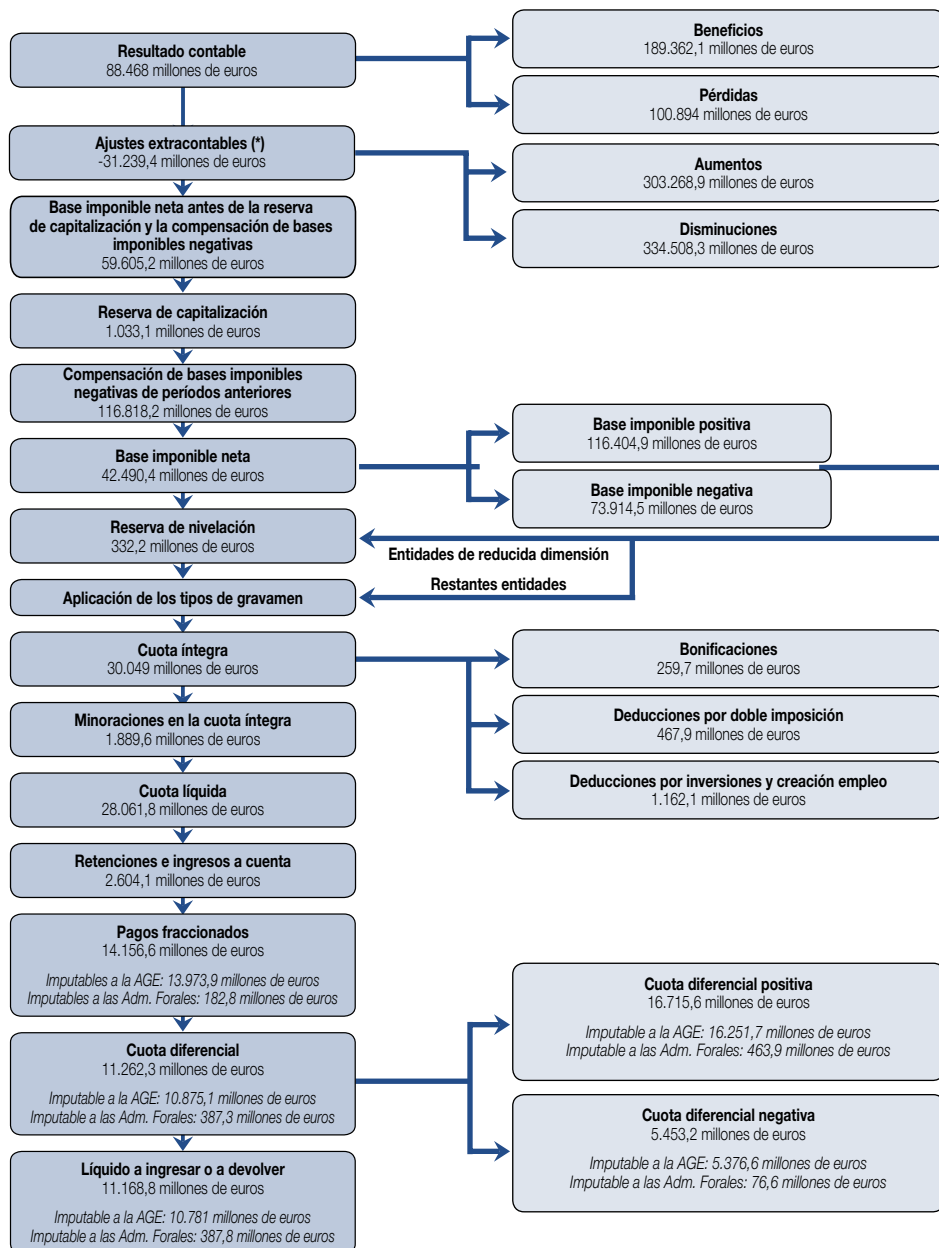 Resultado contable
88.468 millones de euros
Beneficios
189.362,1 millones de euros
Pérdidas
100.894 millones de euros
Ajustes extracontables (*)
-31.239,4 millones de euros
Aumentos
303.268,9 millones de euros
Disminuciones
334.508,3 millones de euros
Base imponible neta antes de la reserva
de capitalización y la compensación de bases
imponibles negativas
59.605,2 millones de euros
Reserva de capitalización
1.033,1 millones de euros
Compensación de bases imponibles
negativas de períodos anteriores
116.818,2 millones de euros
Base imponible neta
42.490,4 millones de euros
Base imponible positiva
116.404,9 millones de euros
Base imponible negativa
73.914,5 millones de euros
Reserva de nivelación
332,2 millones de euros
Entidades de reducida dimensión
Restantes entidades
Aplicación de los tipos de gravamen
Cuota íntegra
30.049 millones de euros
Bonificaciones
259,7 millones de euros
Deducciones por doble imposición
467,9 millones de euros
Deducciones por inversiones y creación empleo
1.162,1 millones de euros
Minoraciones en la cuota íntegra
1.889,6 millones de euros
Cuota líquida
28.061,8 millones de euros
Retenciones e ingresos a cuenta
2.604,1 millones de euros
Pagos fraccionados
14.156,6 millones de euros
Imputables a la AGE: 13.973,9 millones de euros
Imputables a las Adm. Forales: 182,8 millones de euros
Cuota diferencial
11.262,3 millones de euros
Imputable a la AGE: 10.875,1 millones de euros
Imputable a las Adm. Forales: 387,3 millones de euros
Cuota diferencial positiva
16.715,6 millones de euros
Imputable a la AGE: 16.251,7 millones de euros
Imputable a las Adm. Forales: 463,9 millones de euros
Cuota diferencial negativa
5.453,2 millones de euros
Imputable a la AGE: 5.376,6 millones de euros
Imputable a las Adm. Forales: 76,6 millones de euros
Líquido a ingresar o a devolver
11.168,8 millones de euros
Imputable a la AGE: 10.781 millones de euros
Imputable a las Adm. Forales: 387,8 millones de euros